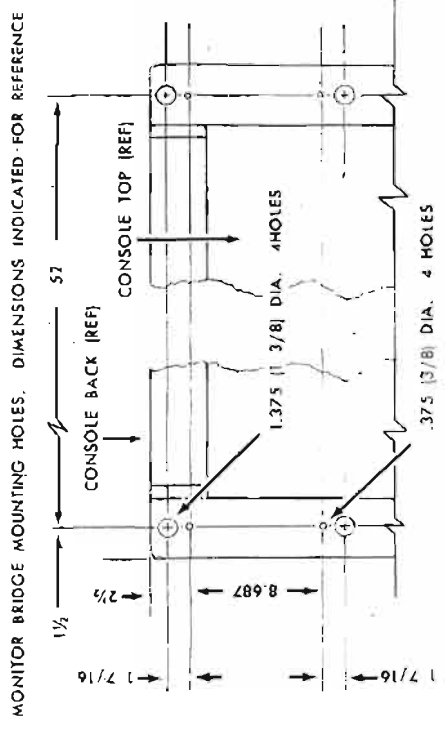 MONITOR BRIDGE MOUNTING HOLES. DIMENSIONS INDICATED FOR REFERENCE
1½
57
CONSOLE BACK (REF)
CONSOLE TOP (REF)
2½
8.687
1 7/16
1 7/16
1.375 (1 3/8) DIA. 4HOLES
.375 (3/8) DIA. 4 HOLES